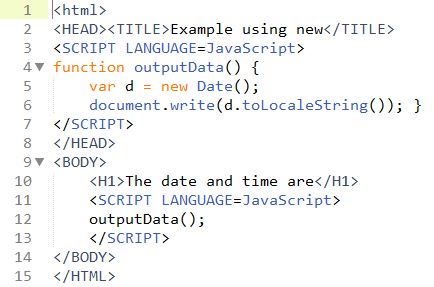 1 <html>
2 <HEAD><TITLE>Example using new</TITLE>
3 <SCRIPT LANGUAGE=JavaScript>
4 function outputData() {
5     var d = new Date();
6     document.write(d.toLocaleString()); }
7 </SCRIPT>
8 </HEAD>
9 <BODY>
10     <H1>The date and time are</H1>
11     <SCRIPT LANGUAGE=JavaScript>
12     outputData();
13     </SCRIPT>
14 </BODY>
15 </HTML>